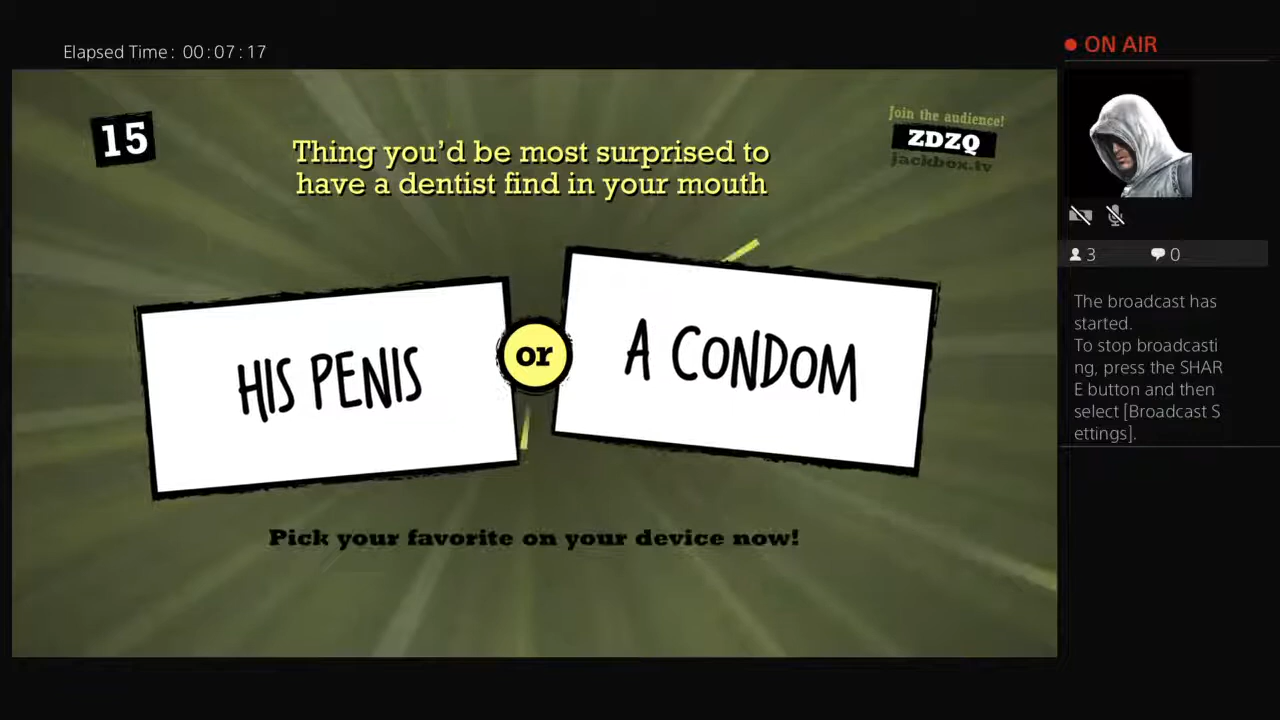 Elapsed Time: 00:07:17
ON AIR
15
Join the audience!
ZDZQ
jackbox.tv
Thing you'd be most surprised to
have a dentist find in your mouth
HIS PENIS
or
A CONDOM
Pick your favorite on your device now!
3
0
The broadcast has
started.
To stop broadcasti
ng, press the SHAR
E button and then
select [Broadcast S
ettings].